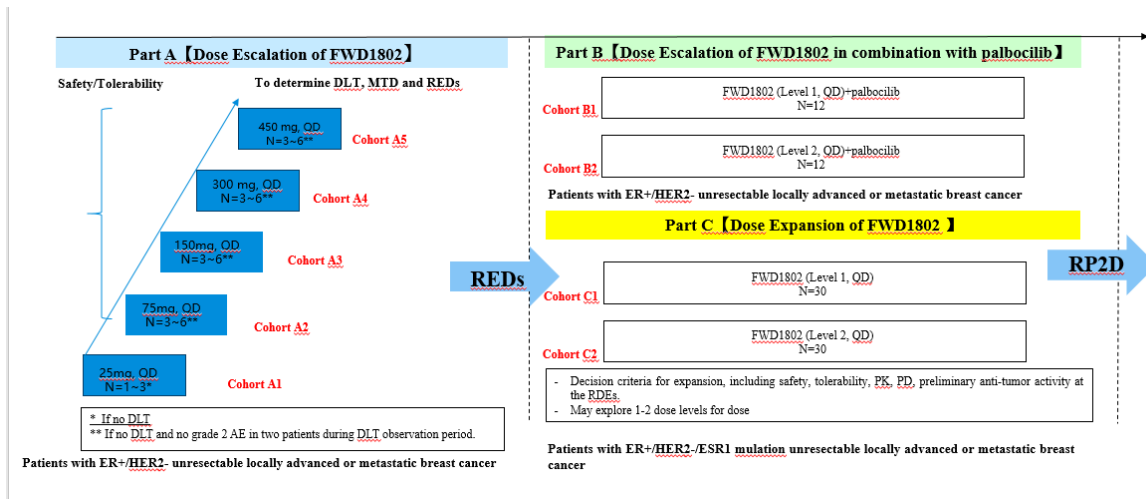 Part A【Dose Escalation of FWD1802】
Safety/Tolerability
To determine DLT, MTD and REDs
450 mg, QD
N=3~6**
Cohort A5
300 mg, QD
N=3~6**
Cohort A4
150mg, QD
N=3~6**
Cohort A3
75mg, QD
N=3~6**
Cohort A2
25mg, QD
N=1~3*
Cohort A1
* If no DLT
** If no DLT and no grade 2 AE in two patients during DLT observation period.
Patients with ER+/HER2- unresectable locally advanced or metastatic breast cancer
REDs
Part B【Dose Escalation of FWD1802 in combination with palbocilib】
Cohort B1
FWD1802 (Level 1, QD)+palbocilib
N=12
Cohort B2
FWD1802 (Level 2, QD)+palbocilib
N=12
Patients with ER+/HER2- unresectable locally advanced or metastatic breast cancer
Part C【Dose Expansion of FWD1802 】
Cohort C1
FWD1802 (Level 1, QD)
N=30
Cohort C2
FWD1802 (Level 2, QD)
N=30
- Decision criteria for expansion, including safety, tolerability, PK, PD, preliminary anti-tumor activity at
the RDEs.
- May explore 1-2 dose levels for dose
Patients with ER+/HER2-/ESR1 mulation unresectable locally advanced or metastatic breast
cancer
RP2D